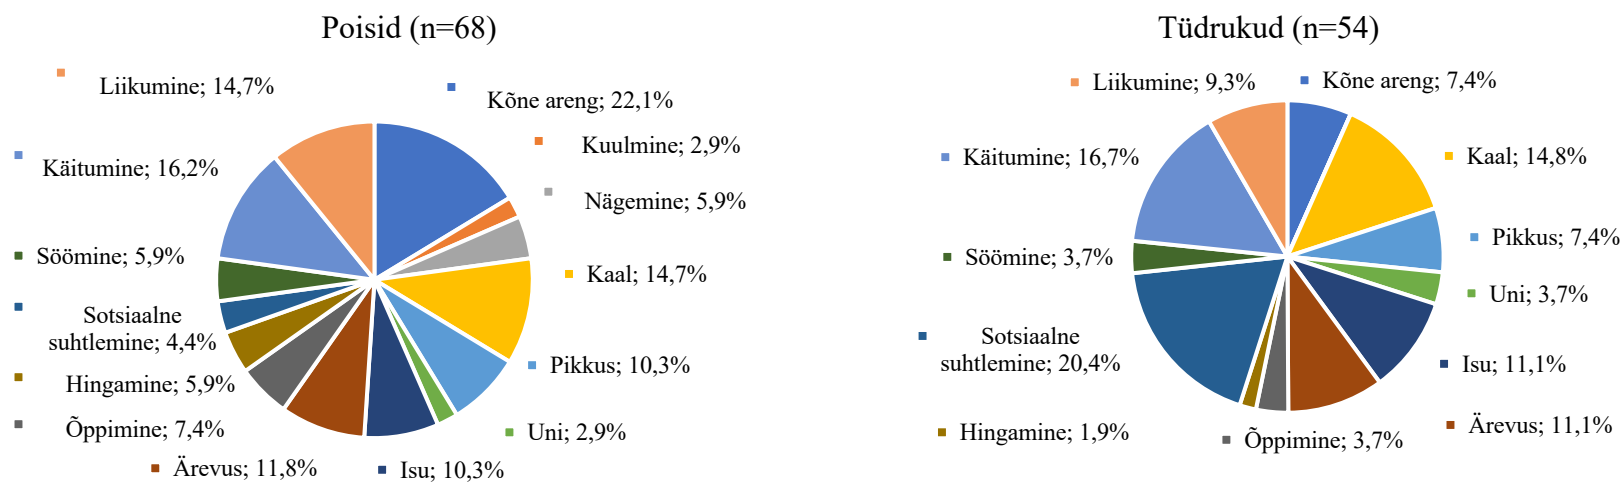 Poisid (n=68)
Liikumine; 14,7%
Kõne areng; 22,1%
Kuulmine; 2,9%
Käitumine; 16,2%
Nägemine; 5,9%
Söömine; 5,9%
Kaal; 14,7%
Sotsiaalne
suhtlemine; 4,4%
Pikkus; 10,3%
Hingamine; 5,9%
Õppimine; 7,4%
Uni; 2,9%
Ärevus; 11,8%
Isu; 10,3%
Tüdrukud (n=54)
Liikumine; 9,3%
Kõne areng; 7,4%
Käitumine; 16,7%
Kaal; 14,8%
Pikkus; 7,4%
Söömine; 3,7%
Uni; 3,7%
Sotsiaalne
suhtlemine; 20,4%
Isu; 11,1%
Hingamine; 1,9%
Õppimine; 3,7%
Ärevus; 11,1%